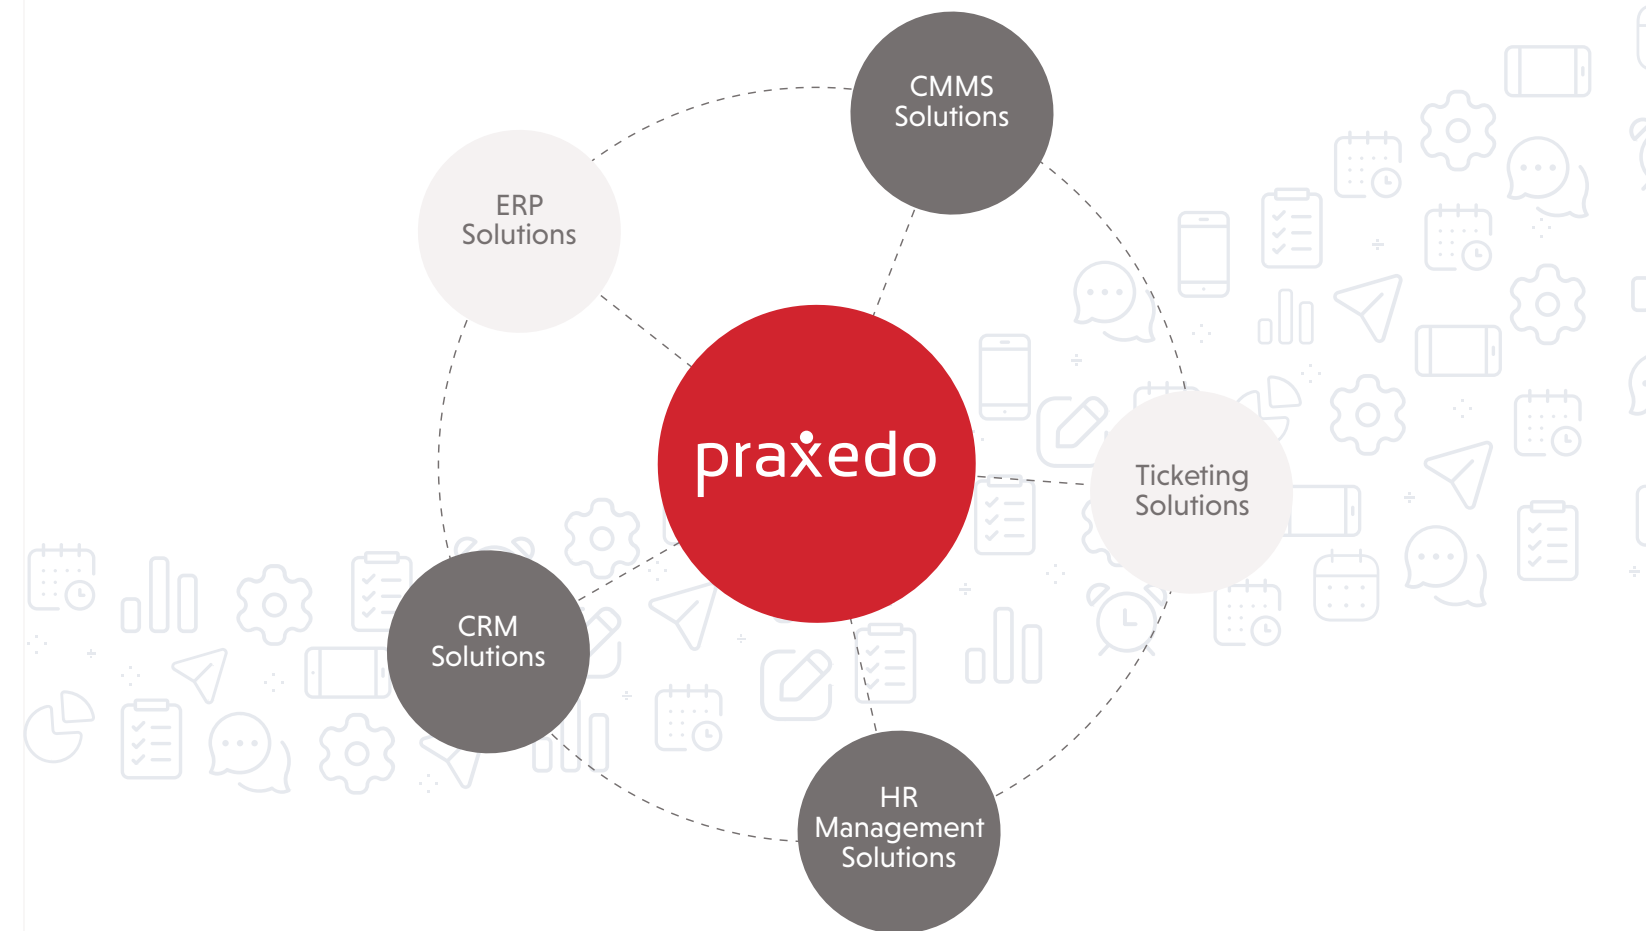 CMMS
Solutions
ERP
Solutions
praxedo
Ticketing
Solutions
CRM
Solutions
HR
Management
Solutions